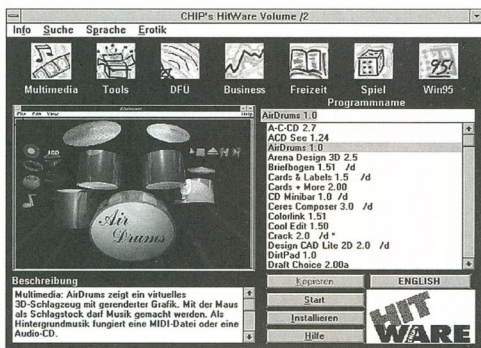 CHIP's HitWare Volume /2
Info Suche Sprache Erotik
Multimedia Tools DFÜ Business Freizeit Spiel Win95
95!
Programmname
AirDrums 1.0
A-C-CD 2.7
ACD See 1.24
AirDrums 1.0
Arena Design 3D 2.5
Briefbogen 1.51 /d
Cards & Labels 1.5 /d
Cards + More 2.00
CD Minibar 1.0 /d
Ceres Composer 3.0 /d
Colorlink 1.51
Cool Edit 1.50
Crack 2.0 /d *
Design CAD Lite 2D 2.0 /d
DirtPad 1.0
Draft Choice 2.00a
File Edit View Help
Air
Drums
Beschreibung
Multimedia: AirDrums zeigt ein virtuelles
3D-Schlagzeug mit gerenderter Grafik. Mit der Maus
als Schlagstock darf Musik gemacht werden. Als
Hintergrundmusik fungiert eine MIDI-Datei oder eine
Audio-CD.
Kopieren
Start
Installieren
Hilfe
ENGLISH
HIT
WARE